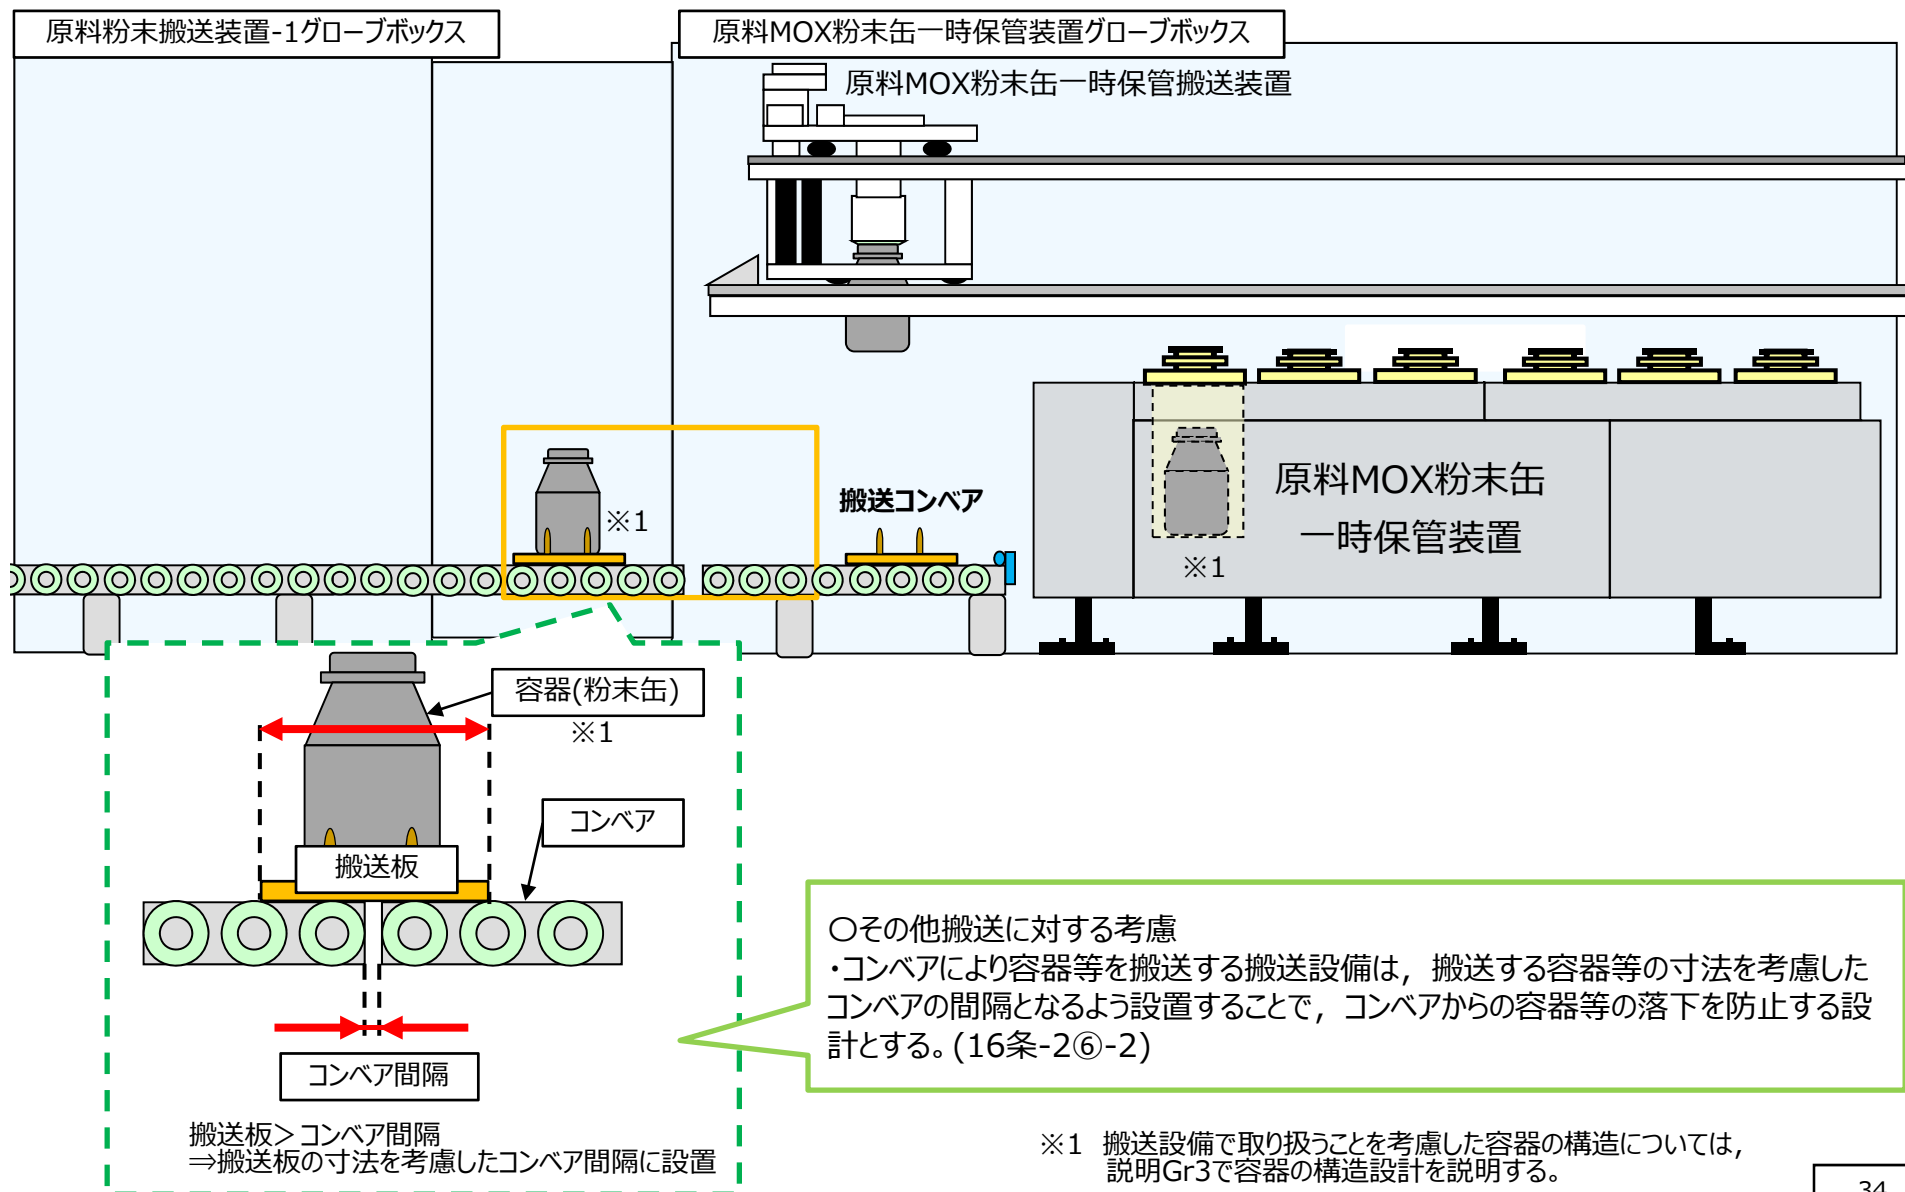 原料粉末搬送装置-1グローブボックス
原料MOX粉末缶一時保管装置グローブボックス
原料MOX粉末缶一時保管搬送装置
※1
搬送コンベア
原料MOX粉末缶
一時保管装置
※1
容器(粉末缶)
※1
コンベア
搬送板
コンベア間隔
搬送板＞コンベア間隔
⇒搬送板の寸法を考慮したコンベア間隔に設置
○その他搬送に対する考慮
・コンベアにより容器等を搬送する搬送設備は，搬送する容器等の寸法を考慮した
コンベアの間隔となるよう設置することで，コンベアからの容器等の落下を防止する設
計とする。(16条-2⑥-2)
※1　搬送設備で取り扱うことを考慮した容器の構造については，
説明Gr3で容器の構造設計を説明する。
34